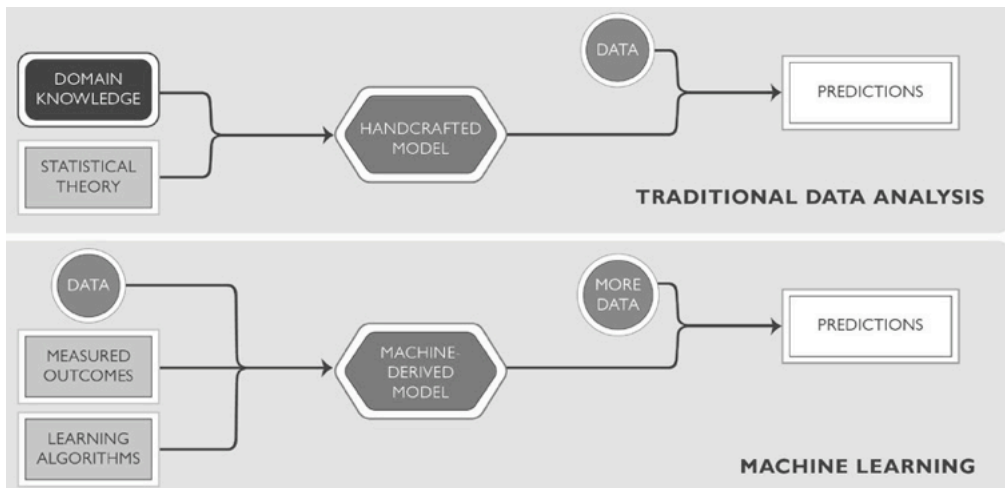 DOMAIN
KNOWLEDGE
STATISTICAL
THEORY
HANDCRAFTED
MODEL
DATA
PREDICTIONS
TRADITIONAL DATA ANALYSIS
DATA
MEASURED
OUTCOMES
LEARNING
ALGORITHMS
MACHINE-
DERIVED
MODEL
MORE
DATA
PREDICTIONS
MACHINE LEARNING